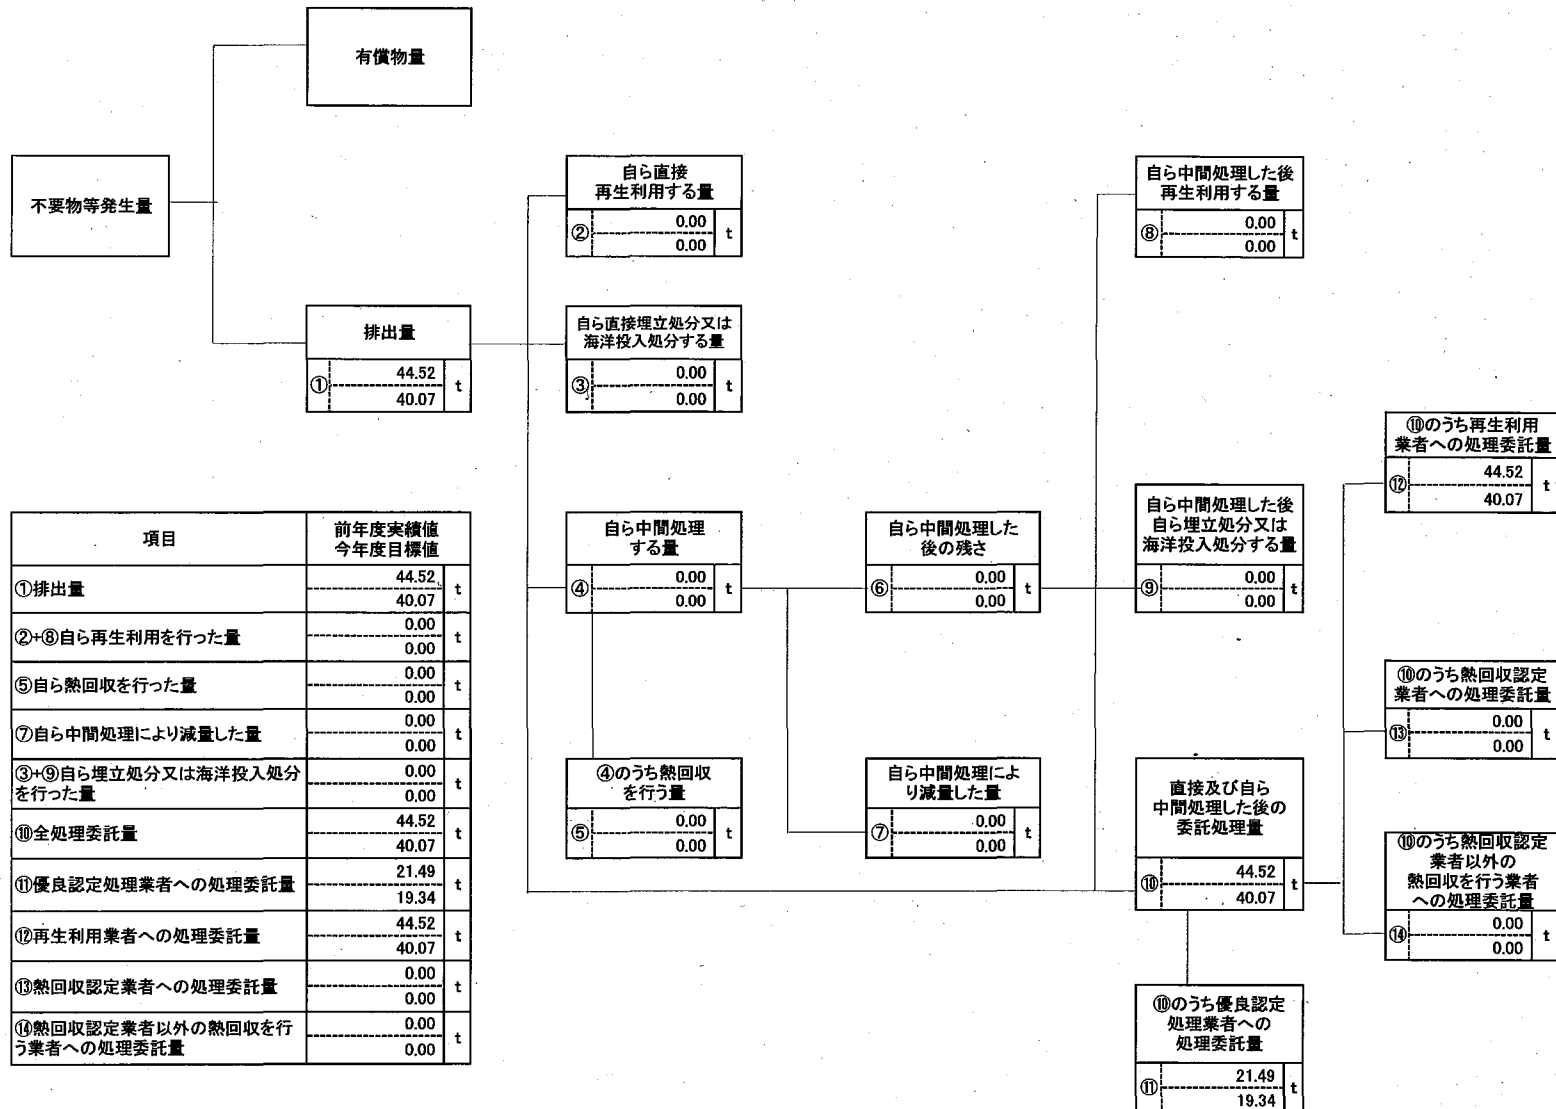 有償物量
不要物等発生量
排出量
① 44.52 t
40.07
自ら直接
再生利用する量
② 0.00 t
0.00
自ら直接埋立処分又は
海洋投入処分する量
③ 0.00 t
0.00
自ら中間処理
する量
④ 0.00 t
0.00
④のうち熱回収
を行う量
⑤ 0.00 t
0.00
自ら中間処理した
後の残さ
⑥ 0.00 t
0.00
自ら中間処理によ
り減量した量
⑦ 0.00 t
0.00
自ら中間処理した後
再生利用する量
⑧ 0.00 t
0.00
自ら中間処理した後
自ら埋立処分又は
海洋投入処分する量
⑨ 0.00 t
0.00
直接及び自ら
中間処理した後の
委託処理量
⑩ 44.52 t
40.07
⑩のうち優良認定
処理業者への
処理委託量
⑪ 21.49 t
19.34
⑩のうち再生利用
業者への処理委託量
⑫ 44.52 t
40.07
⑩のうち熱回収認定
業者への処理委託量
⑬ 0.00 t
0.00
⑩のうち熱回収認定
業者以外の
熱回収を行う業者
への処理委託量
⑭ 0.00 t
0.00
項目 前年度実績値
今年度目標値
①排出量 44.52 t
40.07
②+⑧自ら再生利用を行った量 0.00 t
0.00
⑤自ら熱回収を行った量 0.00 t
0.00
⑦自ら中間処理により減量した量 0.00 t
0.00
③+⑨自ら埋立処分又は海洋投入処分 0.00 t
を行った量 0.00
⑩全処理委託量 44.52 t
40.07
⑪優良認定処理業者への処理委託量 21.49 t
19.34
⑫再生利用業者への処理委託量 44.52 t
40.07
⑬熱回収認定業者への処理委託量 0.00 t
0.00
⑭熱回収認定業者以外の熱回収を行 0.00 t
う業者への処理委託量 0.00